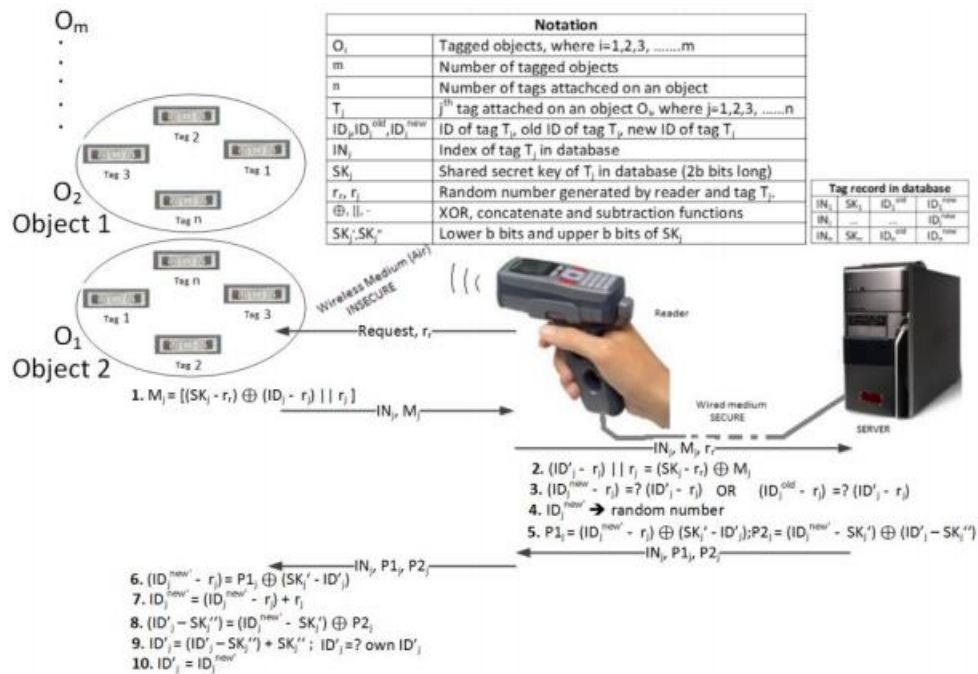 Oₘ
Tag 2
Tag 3
Tag 1
Tag n
O₂
Object 1
Tag n
Tag 1
Tag 3
Tag 2
O₁
Object 2
Notation
Oᵢ Tagged objects, where i=1,2,3, .......m
m Number of tagged objects
n Number of tags attachced on an object
Tⱼ jᵗʰ tag attached on an object Oᵢ, where j=1,2,3, ......n
IDⱼ,IDⱼᵒˡᵈ,IDⱼⁿᵉʷ ID of tag Tⱼ, old ID of tag Tⱼ, new ID of tag Tⱼ
INⱼ Index of tag Tⱼ in database
SKⱼ Shared secret key of Tⱼ in database (2b bits long)
rᵣ, rⱼ Random number generated by reader and tag Tⱼ.
⊕, ||, - XOR, concatenate and subtraction functions
SKⱼ',SKⱼ'' Lower b bits and upper b bits of SKⱼ
Tag record in database
IN₁ SK₁ ID₁ᵒˡᵈ ID₁ⁿᵉʷ
INⱼ ... ... IDⱼⁿᵉʷ
INₙ SKₙ IDₙᵒˡᵈ IDₙⁿᵉʷ
Wireless Medium (Air)
INSECURE
Request, rᵣ
Reader
Wired medium
SECURE
SERVER
1. Mⱼ = [(SKⱼ - rᵣ) ⊕ (IDⱼ - rⱼ) || rⱼ ]
INⱼ, Mⱼ
INⱼ, Mⱼ, rᵣ
2. (ID'ⱼ - rⱼ) || rⱼ = (SKⱼ - rᵣ) ⊕ Mⱼ
3. (IDⱼⁿᵉʷ - rⱼ) =? (ID'ⱼ - rⱼ) OR (IDⱼᵒˡᵈ - rⱼ) =? (ID'ⱼ - rⱼ)
4. IDⱼⁿᵉʷ' → random number
5. P1ⱼ = (IDⱼⁿᵉʷ' - rⱼ) ⊕ (SKⱼ' - ID'ⱼ);P2ⱼ = (IDⱼⁿᵉʷ' - SKⱼ') ⊕ (ID'ⱼ – SKⱼ'')
INⱼ, P1ⱼ, P2ⱼ
INⱼ, P1ⱼ, P2ⱼ
6. (IDⱼⁿᵉʷ' - rⱼ) = P1ⱼ ⊕ (SKⱼ' - ID'ⱼ)
7. IDⱼⁿᵉʷ' = (IDⱼⁿᵉʷ' - rⱼ) + rⱼ
8. (ID'ⱼ – SKⱼ'') = (IDⱼⁿᵉʷ' - SKⱼ') ⊕ P2ⱼ
9. ID'ⱼ = (ID'ⱼ – SKⱼ'') + SKⱼ'' ; ID'ⱼ =? own ID'ⱼ
10. ID'ⱼ = IDⱼⁿᵉʷ'